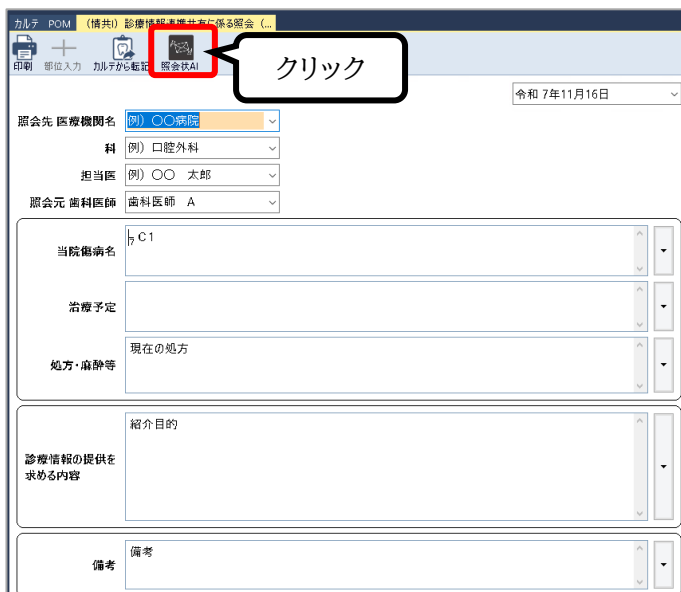 カルテ POM (情共Ⅰ) 診療情報連携共有に係る照会 (...
印刷 部位入力 カルテから転記 照会状AI
クリック
令和 7年11月16日
照会先 医療機関名 例) 〇〇病院
科 例) 口腔外科
担当医 例) 〇〇 太郎
照会元 歯科医師 歯科医師 A
当院傷病名 7 C1
治療予定
処方・麻酔等 現在の処方
診療情報の提供を
求める内容
紹介目的
備考 備考